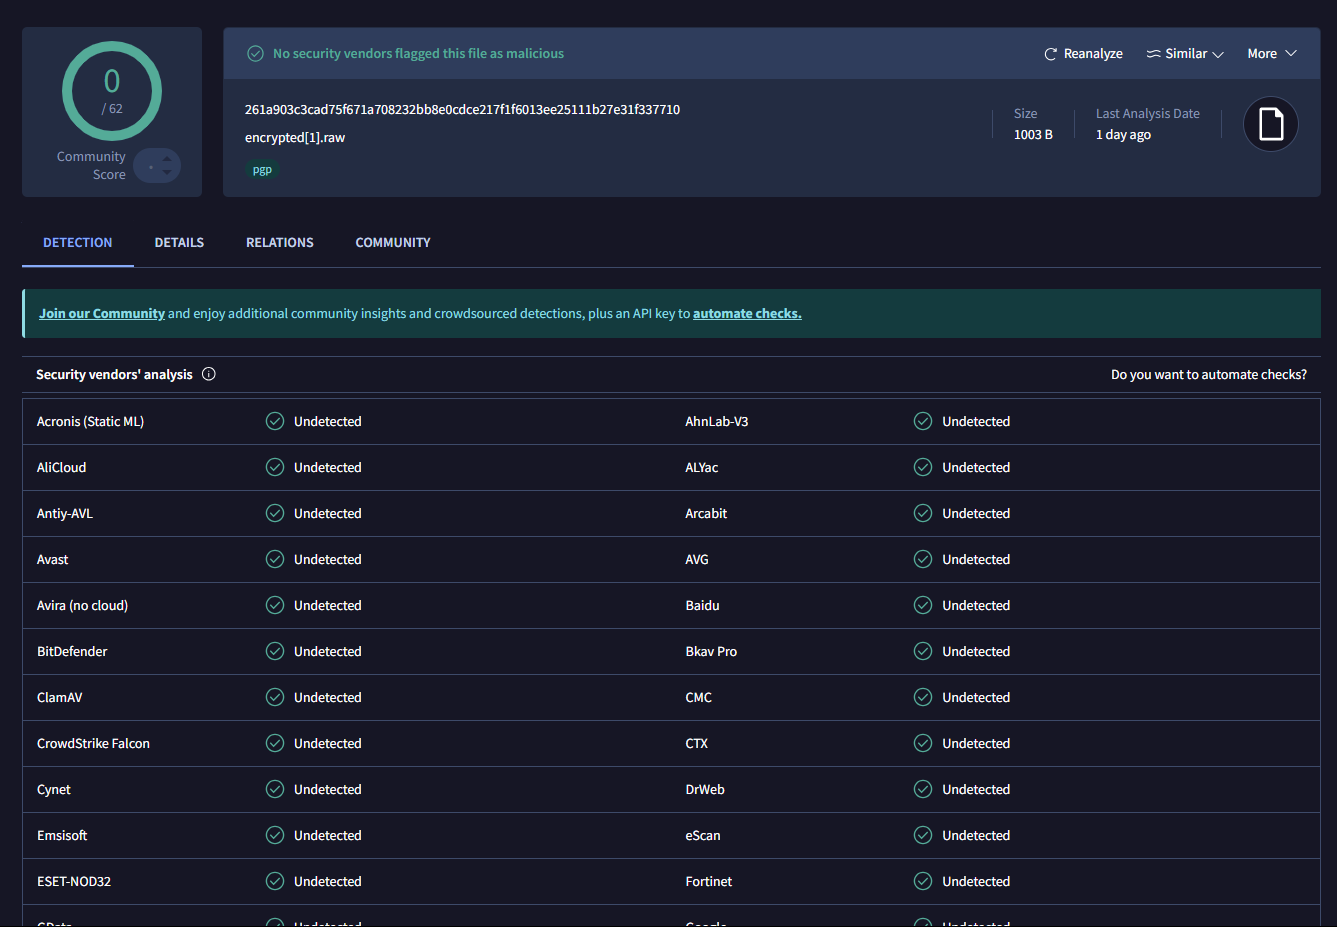 0
/ 62
Community
Score
No security vendors flagged this file as malicious
Reanalyze
Similar
More
261a903c3cad75f671a708232bb8e0cdce217f1f6013ee25111b27e31f337710
encrypted[1].raw
pgp
Size
1003 B
Last Analysis Date
1 day ago
DETECTION DETAILS RELATIONS COMMUNITY
Join our Community and enjoy additional community insights and crowdsourced detections, plus an API key to automate checks.
Security vendors' analysis Do you want to automate checks?
Acronis (Static ML) Undetected AhnLab-V3 Undetected
AliCloud Undetected ALYac Undetected
Antiy-AVL Undetected Arcabit Undetected
Avast Undetected AVG Undetected
Avira (no cloud) Undetected Baidu Undetected
BitDefender Undetected Bkav Pro Undetected
ClamAV Undetected CMC Undetected
CrowdStrike Falcon Undetected CTX Undetected
Cynet Undetected DrWeb Undetected
Emsisoft Undetected eScan Undetected
ESET-NOD32 Undetected Fortinet Undetected
GData Undetected Google Undetected